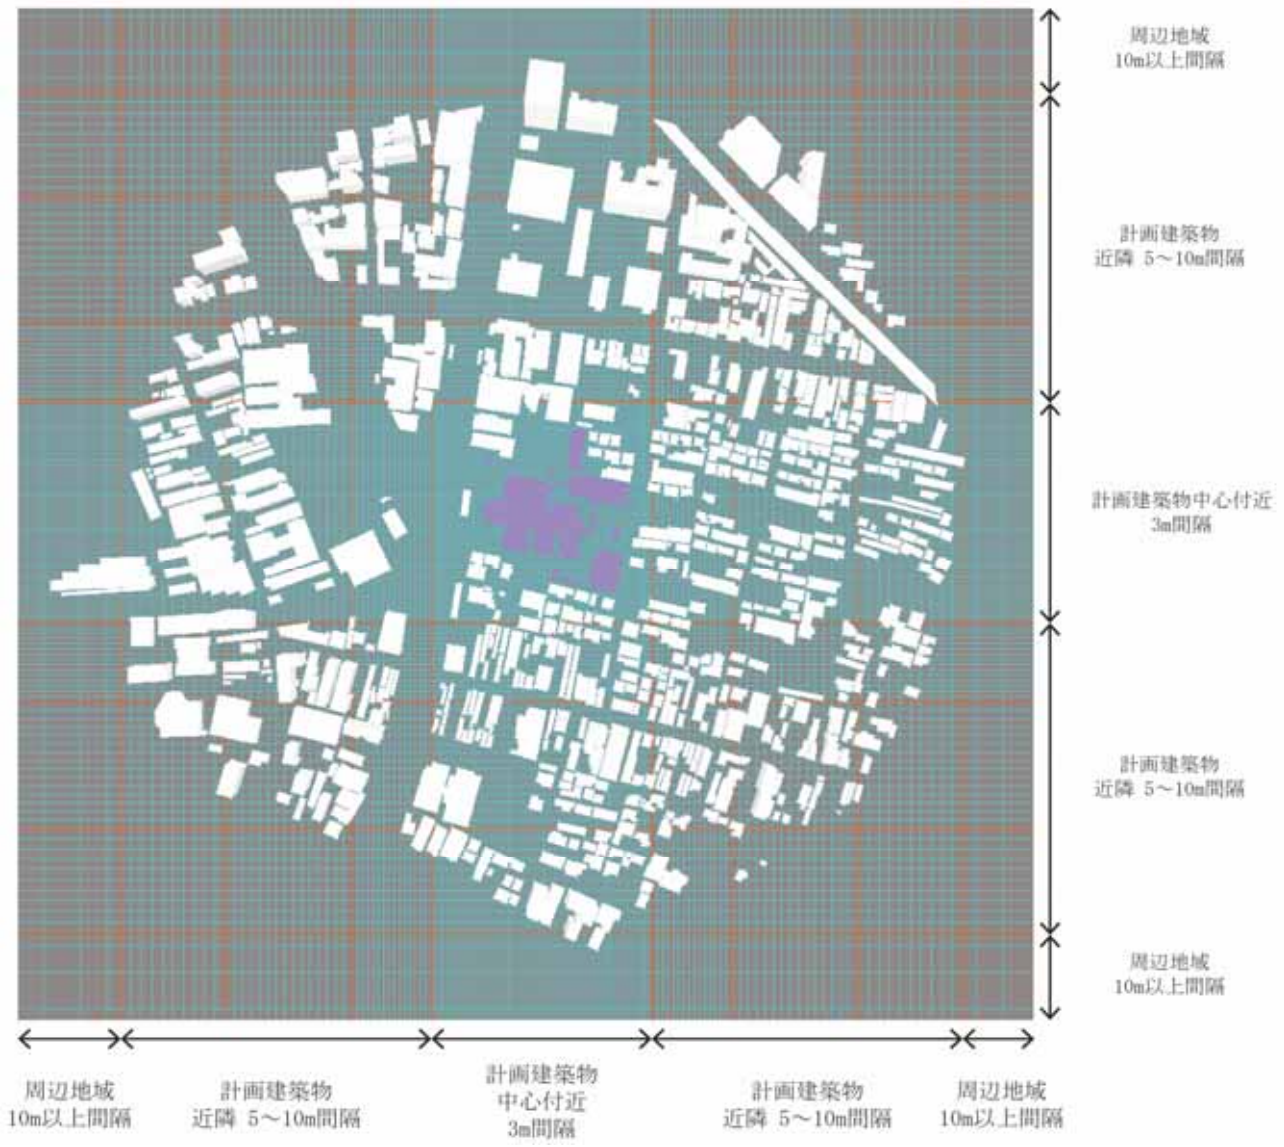 周辺地域
10m以上間隔
計画建築物
近隣 5〜10m間隔
計画建築物中心付近
3m間隔
計画建築物
近隣 5〜10m間隔
周辺地域
10m以上間隔
周辺地域
10m以上間隔
計画建築物
近隣 5〜10m間隔
計画建築物
中心付近
3m間隔
計画建築物
近隣 5〜10m間隔
周辺地域
10m以上間隔